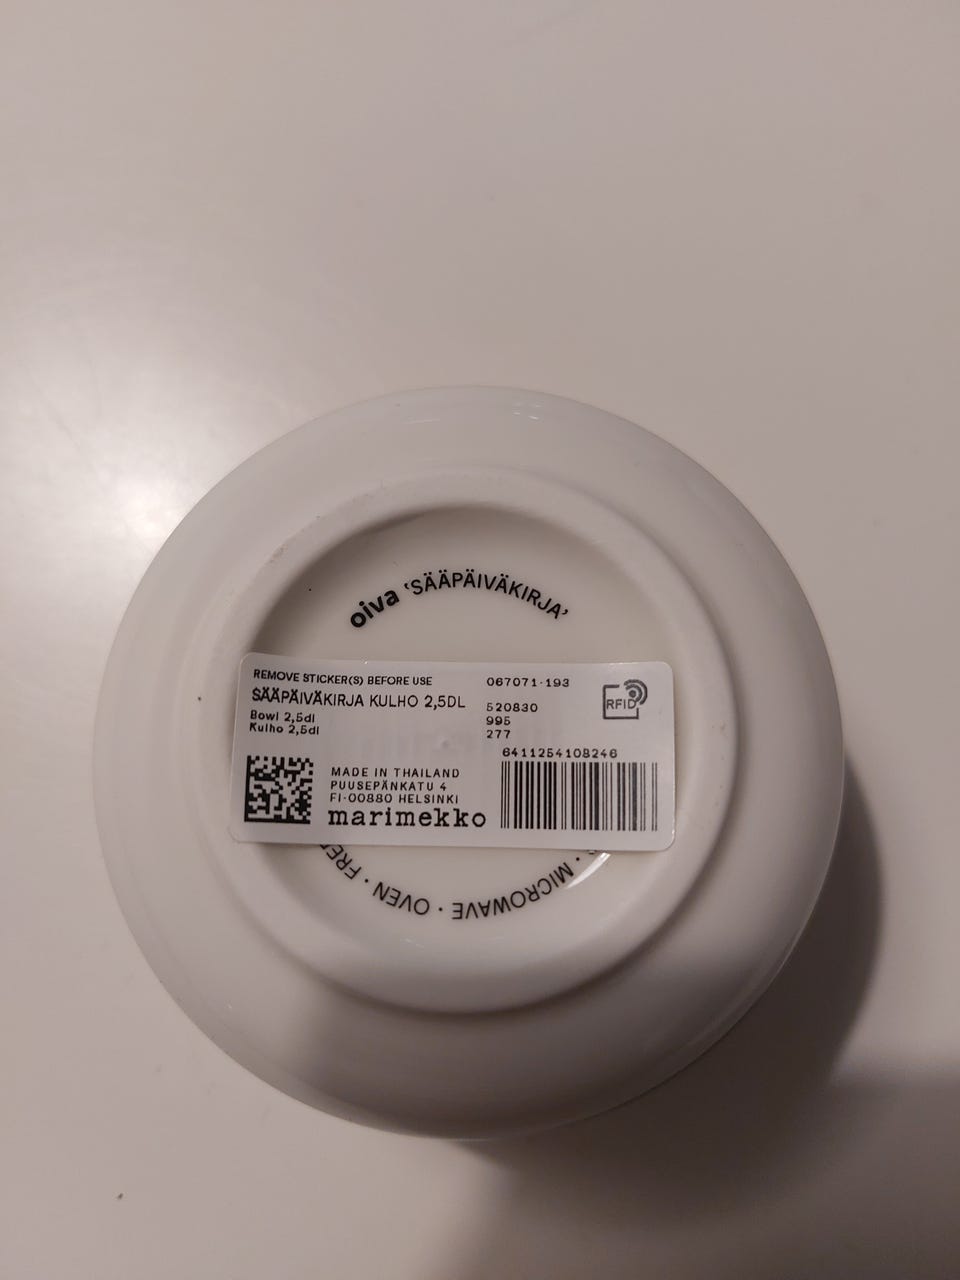 oiva 'SÄÄPÄIVÄKIRJA'
REMOVE STICKER(S) BEFORE USE
067071-193
SÄÄPÄIVÄKIRJA KULHO 2,5DL
520830
Bowl 2,5dl
995
Kulho 2,5dl
277
RFID
6411254108246
MADE IN THAILAND
PUUSEPÄNKATU 4
FI-00880 HELSINKI
marimekko
· MICROWAVE · OVEN ·